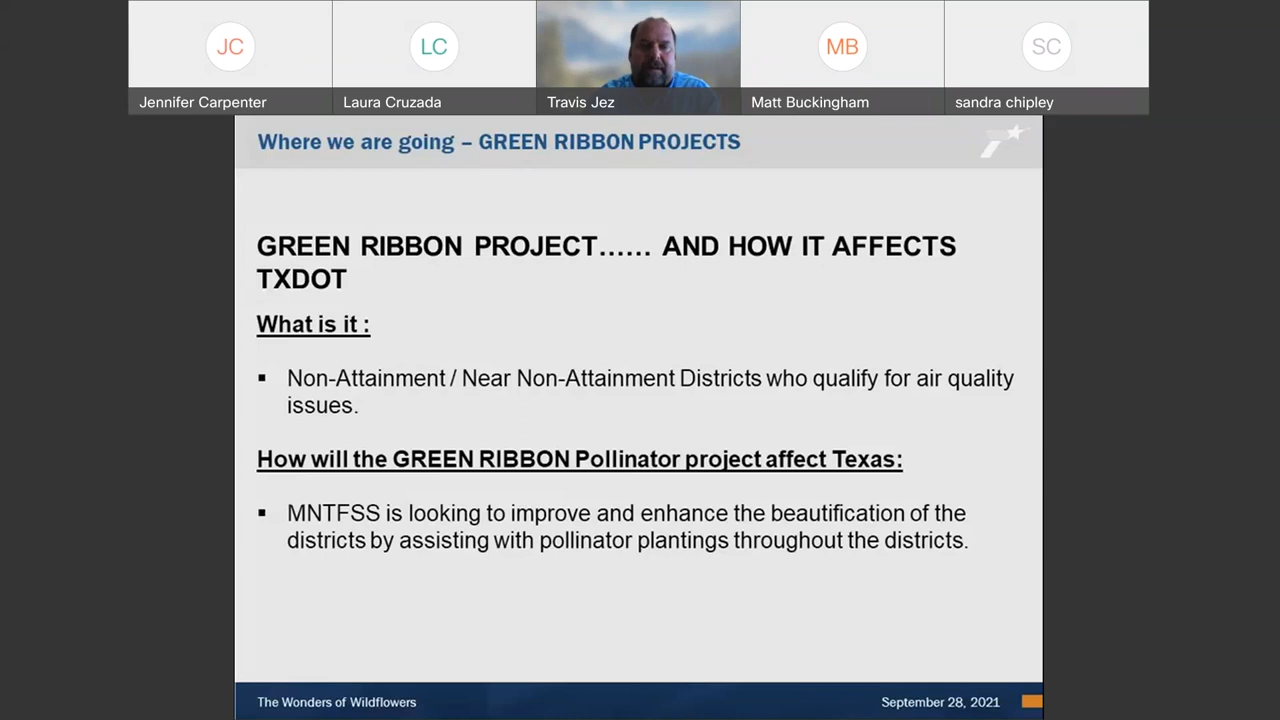 JC
LC
MB
SC
Jennifer Carpenter
Laura Cruzada
Travis Jez
Matt Buckingham
sandra chipley
Where we are going – GREEN RIBBON PROJECTS
GREEN RIBBON PROJECT…… AND HOW IT AFFECTS
TXDOT
What is it :
▪ Non-Attainment / Near Non-Attainment Districts who qualify for air quality
issues.
How will the GREEN RIBBON Pollinator project affect Texas:
▪ MNTFSS is looking to improve and enhance the beautification of the
districts by assisting with pollinator plantings throughout the districts.
The Wonders of Wildflowers
September 28, 2021